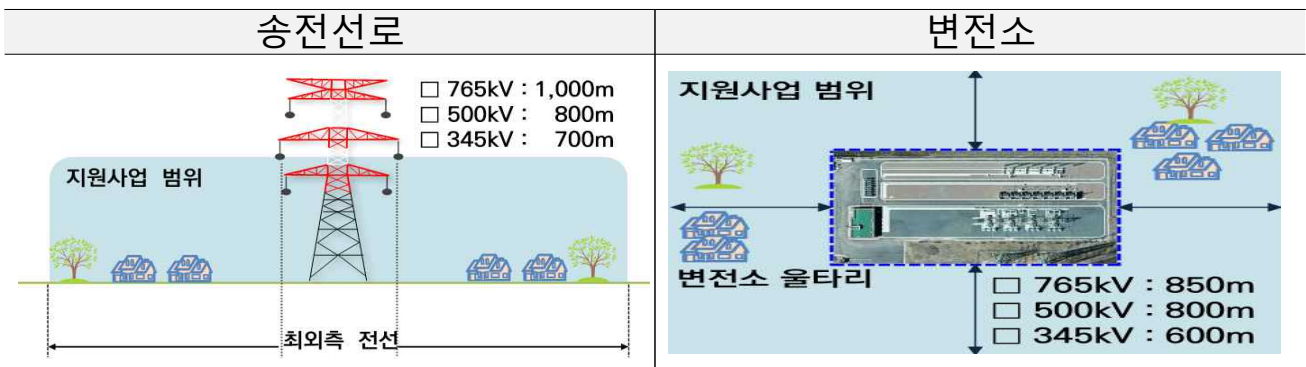 송전선로
변전소
□ 765kV : 1,000m
□ 500kV : 800m
□ 345kV : 700m
지원사업 범위
최외측 전선
지원사업 범위
변전소 울타리
□ 765kV : 850m
□ 500kV : 800m
□ 345kV : 600m